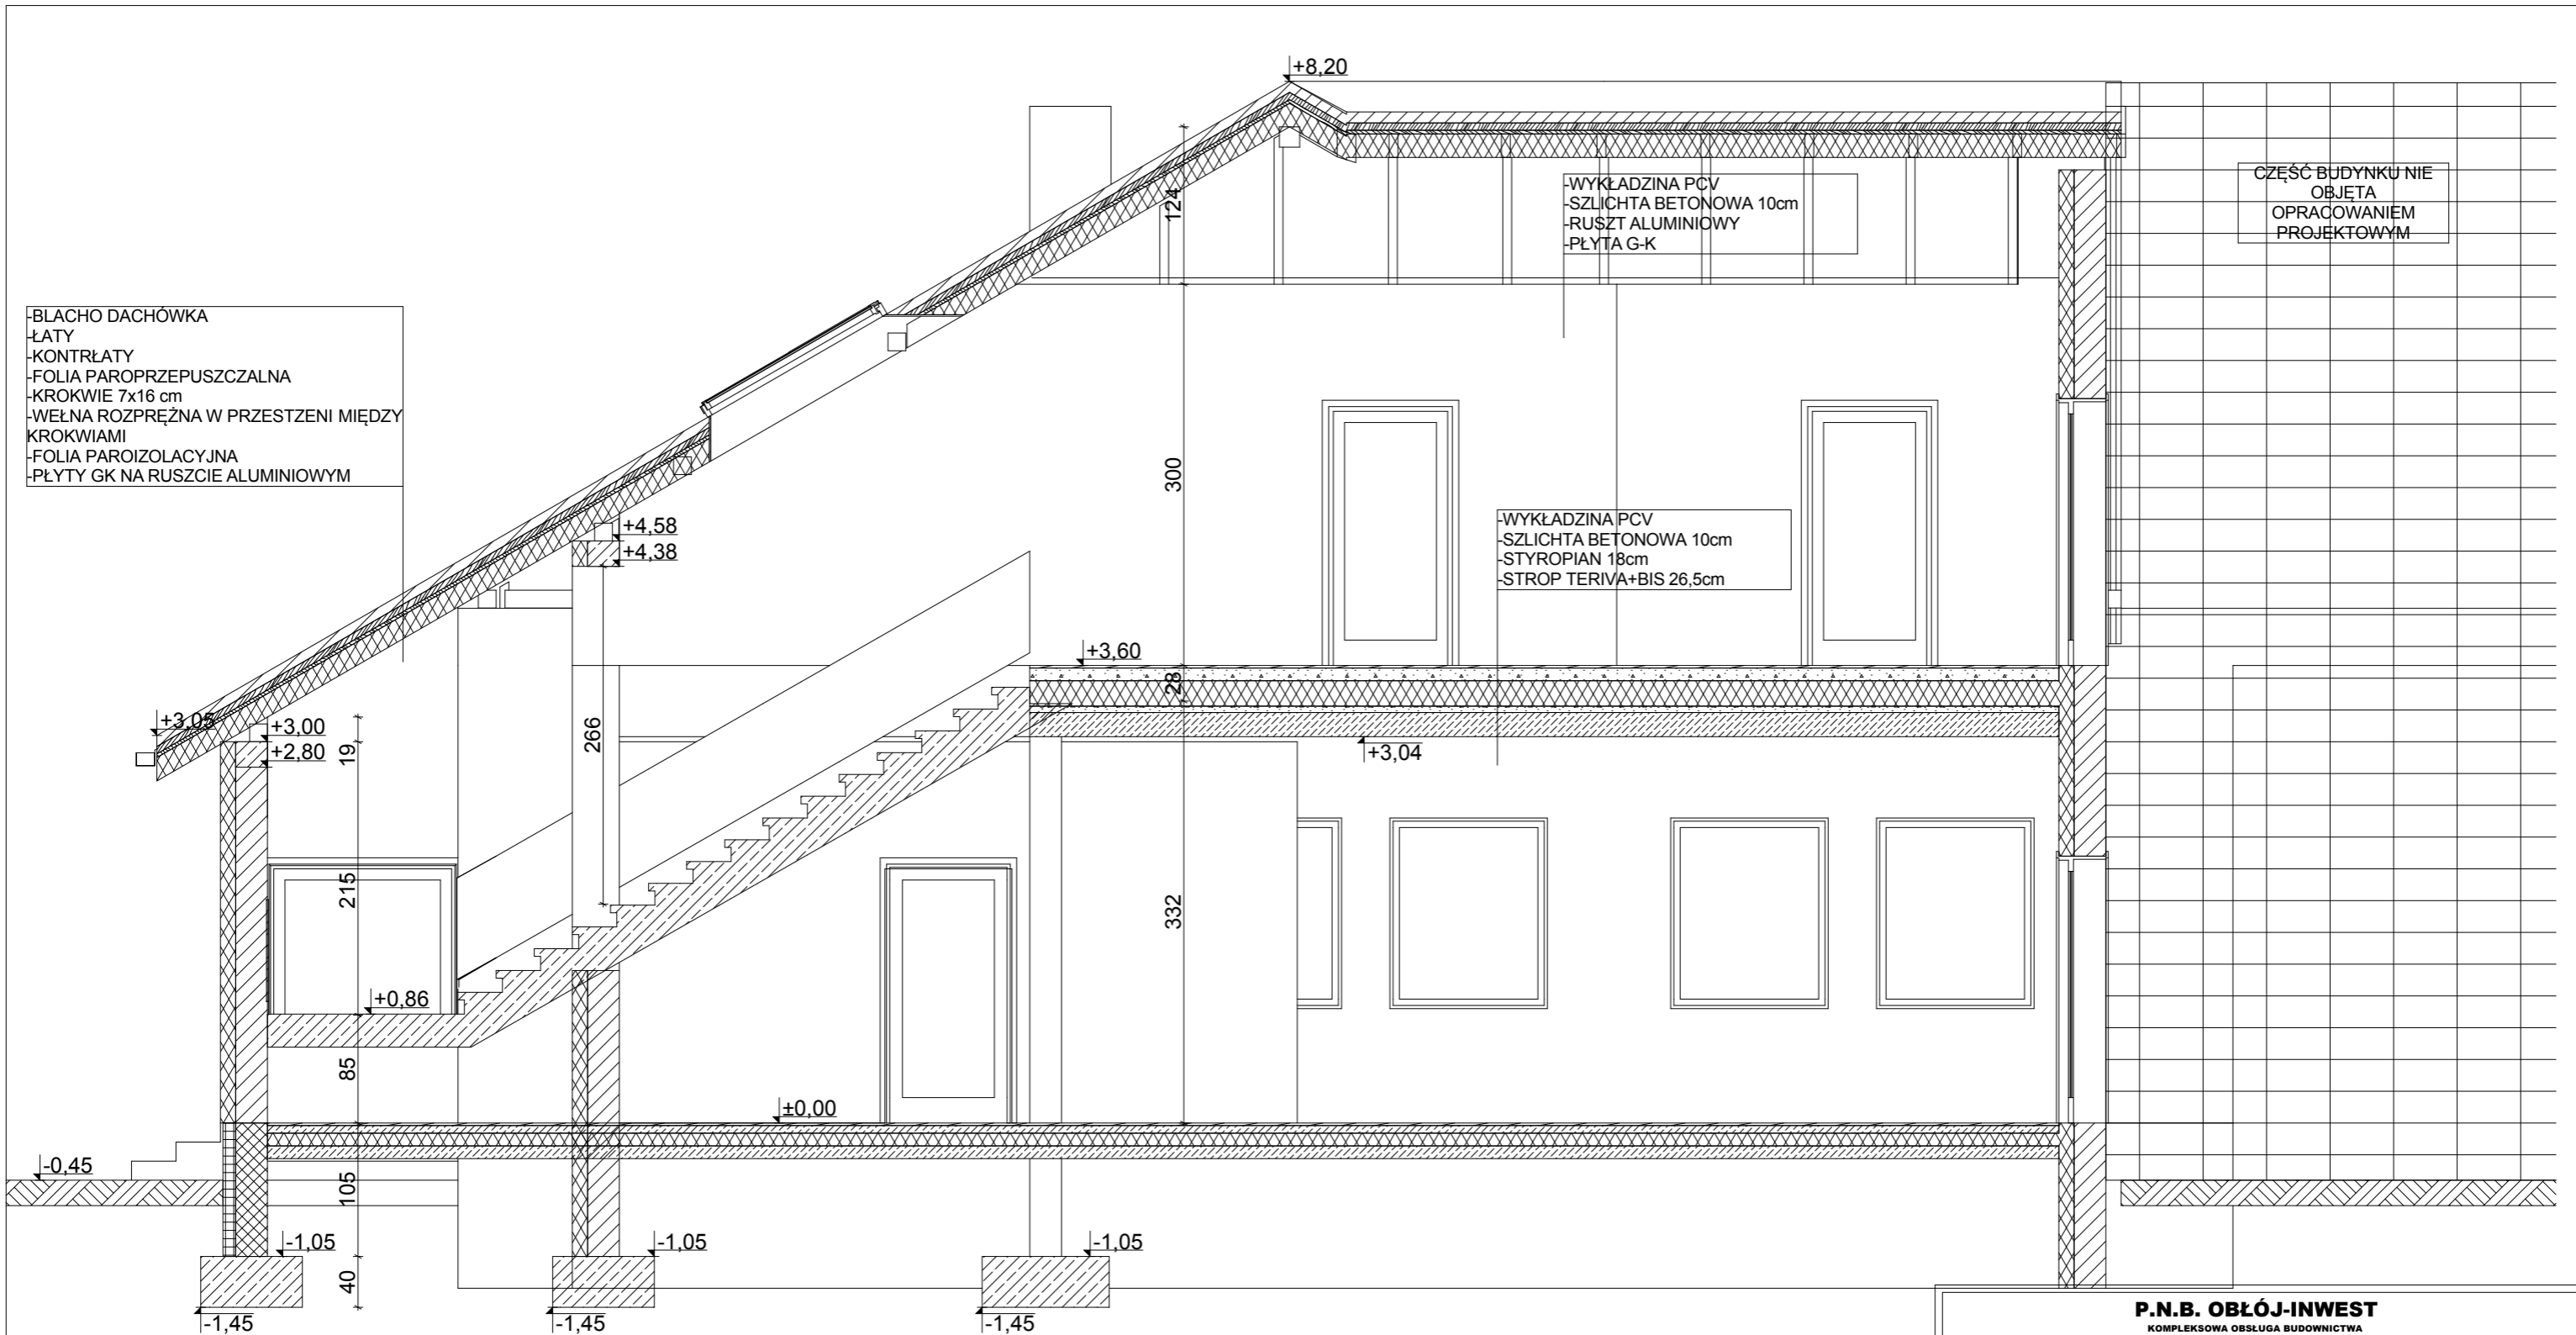 +8,20
-WYKŁADZINA PCV
-SZLICHTA BETONOWA 10cm
-RUSZT ALUMINIOWY
-PŁYTA G-K
CZĘŚĆ BUDYNKU NIE
OBJĘTA
OPRACOWANIEM
PROJEKTOWYM
124
-BLACHO DACHÓWKA
-ŁATY
-KONTRŁATY
-FOLIA PAROPRZEPUSZCZALNA
-KROKWIE 7x16 cm
-WEŁNA ROZPRĘŻNA W PRZESTZENI MIĘDZY
KROKWIAMI
-FOLIA PAROIZOLACYJNA
-PŁYTY GK NA RUSZCIE ALUMINIOWYM
300
+4,58
+4,38
-WYKŁADZINA PCV
-SZLICHTA BETONOWA 10cm
-STYROPIAN 18cm
-STROP TERIVA+BIS 26,5cm
+3,60
28
+3,05
+3,00
+2,80
19
266
+3,04
215
332
+0,86
85
±0,00
-0,45
105
-1,05
-1,05
-1,05
40
-1,45
-1,45
-1,45
P.N.B. OBŁÓJ-INWEST
KOMPLEKSOWA OBSŁUGA BUDOWNICTWA